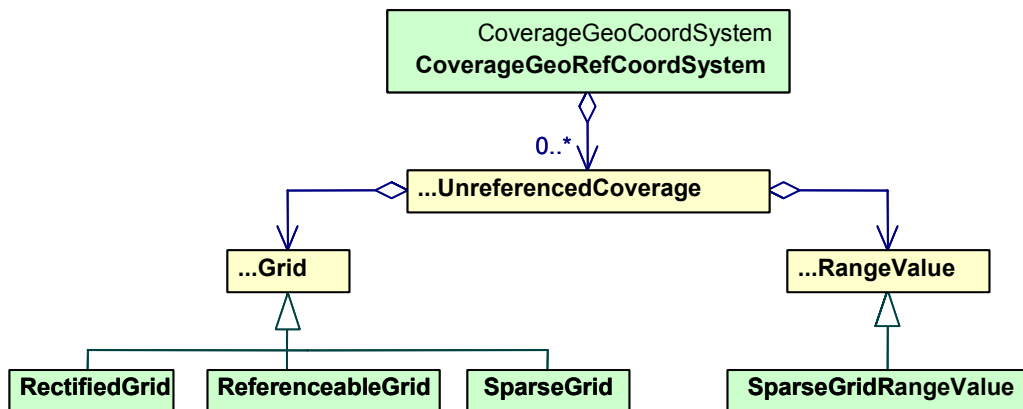 CoverageGeoCoordSystem
CoverageGeoRefCoordSystem
0..*
...UnreferencedCoverage
...Grid
...RangeValue
RectifiedGrid
ReferenceableGrid
SparseGrid
SparseGridRangeValue